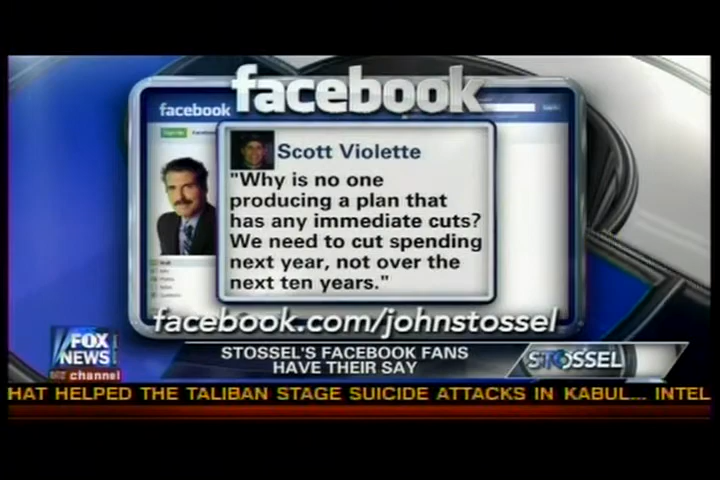 facebook
facebook
Scott Violette
"Why is no one
producing a plan that
has any immediate cuts?
We need to cut spending
next year, not over the
next ten years."
facebook.com/johnstossel
FOX
NEWS
channel
STOSSEL'S FACEBOOK FANS
HAVE THEIR SAY
STOSSEL
HAT HELPED THE TALIBAN STAGE SUICIDE ATTACKS IN KABUL... INTEL